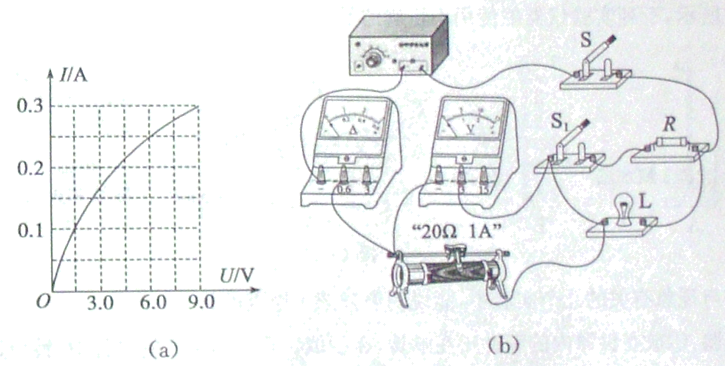 I/A
0.3
0.2
0.1
O
3.0
6.0
9.0
U/V
(a)
S
A
V
S₁
R
−
0.6
3
−
3
15
L
“20Ω 1A”
(b)